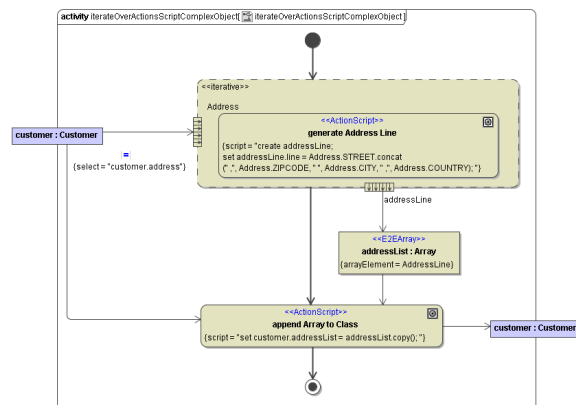 activity iterateOverActionsScriptComplexObject[ iterateOverActionsScriptComplexObject ]
<<iterative>>
Address
<<ActionScript>>
generate Address Line
{script = "create addressLine;
set addressLine.line = Address.STREET.concat
(" ,", Address.ZIPCODE, " ", Address.CITY, " ,", Address.COUNTRY); "}
customer : Customer
=
{select = "customer.address"}
addressLine
<<E2EArray>>
addressList : Array
{arrayElement = AddressLine}
<<ActionScript>>
append Array to Class
{script = "set customer.addressList = addressList.copy(); "}
customer : Customer